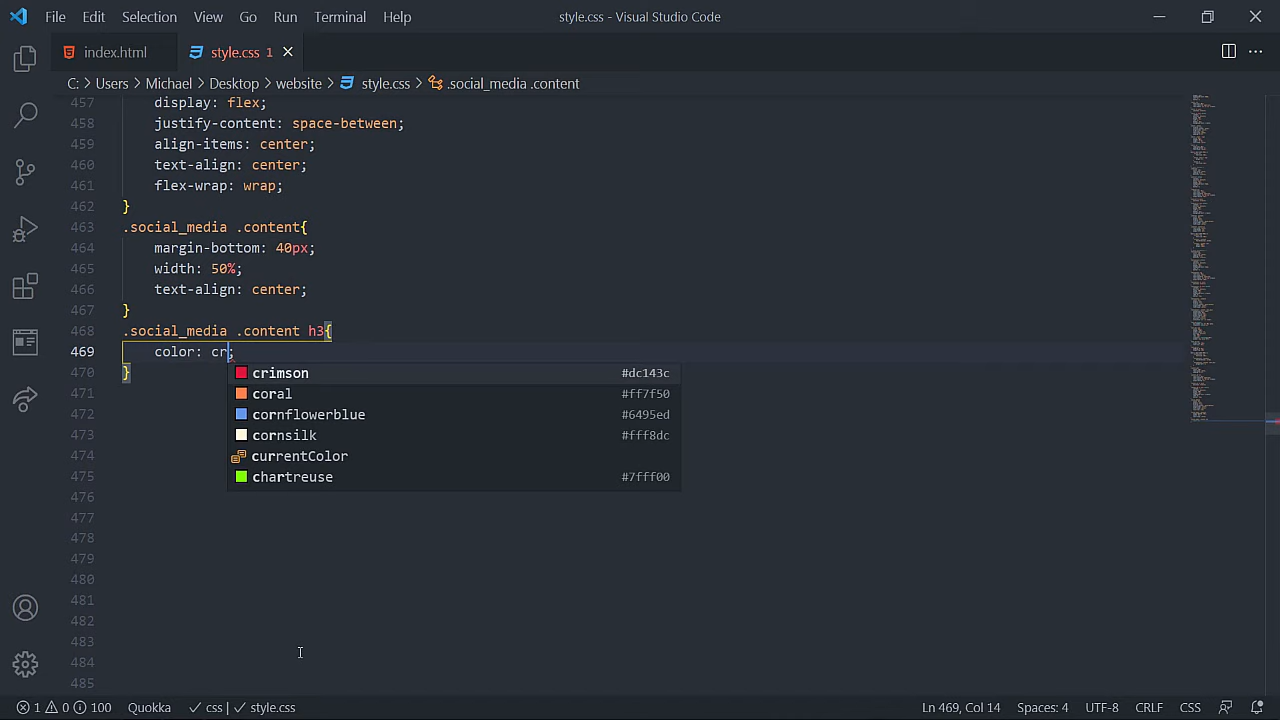 File Edit Selection View Go Run Terminal Help style.css - Visual Studio Code
index.html style.css 1
C: > Users > Michael > Desktop > website > style.css > .social_media .content
457 display: flex;
458 justify-content: space-between;
459 align-items: center;
460 text-align: center;
461 flex-wrap: wrap;
462 }
463 .social_media .content{
464 margin-bottom: 40px;
465 width: 50%;
466 text-align: center;
467 }
468 .social_media .content h3{
469 color: cr;
470 }
crimson #dc143c
471 coral #ff7f50
472 cornflowerblue #6495ed
473 cornsilk #fff8dc
474 currentColor
475 chartreuse #7fff00
476
477
478
479
480
481
482
483
484
485
1 0 100 Quokka css | style.css Ln 469, Col 14 Spaces: 4 UTF-8 CRLF CSS